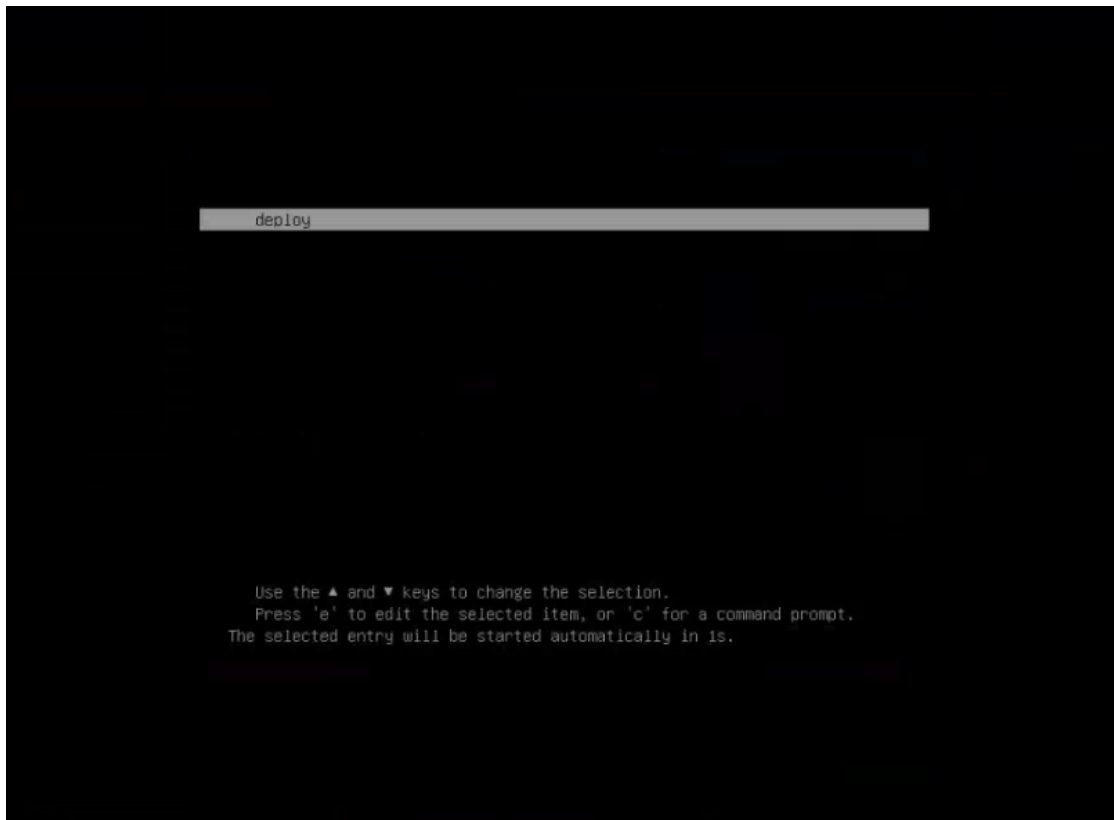 deploy
Use the ▲ and ▼ keys to change the selection.
Press 'e' to edit the selected item, or 'c' for a command prompt.
The selected entry will be started automatically in 1s.